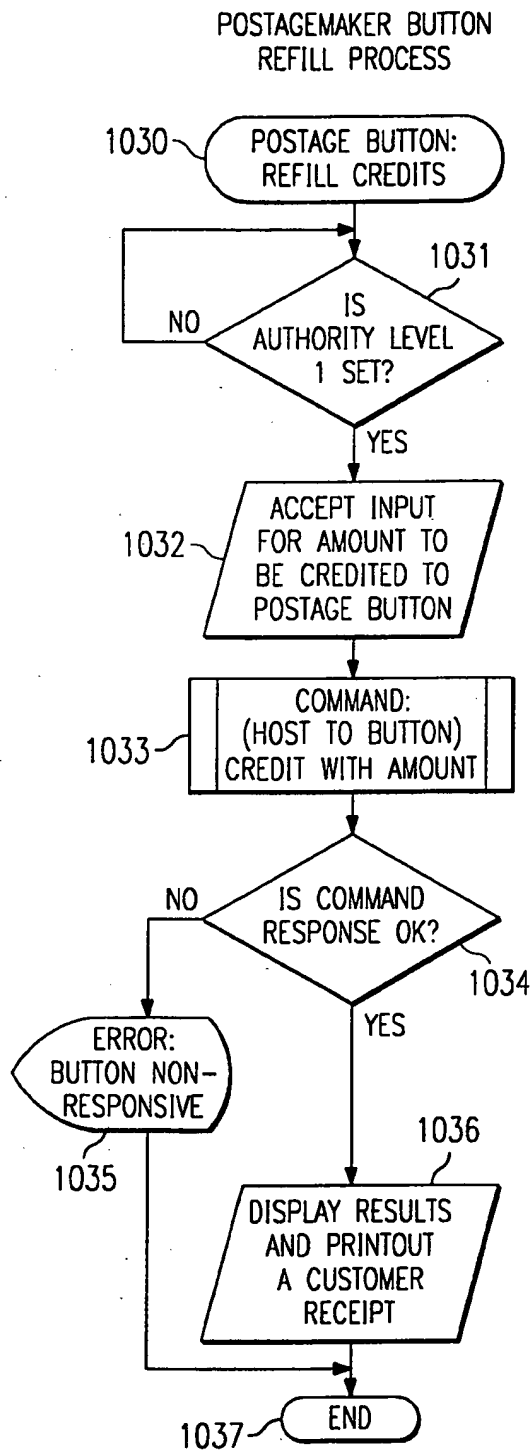 POSTAGEMAKER BUTTON
REFILL PROCESS
1030
POSTAGE BUTTON:
REFILL CREDITS
1031
IS
AUTHORITY LEVEL
1 SET?
NO
YES
1032
ACCEPT INPUT
FOR AMOUNT TO
BE CREDITED TO
POSTAGE BUTTON
1033
COMMAND:
(HOST TO BUTTON)
CREDIT WITH AMOUNT
NO
IS COMMAND
RESPONSE OK?
1034
YES
ERROR:
BUTTON NON-
RESPONSIVE
1035
1036
DISPLAY RESULTS
AND PRINTOUT
A CUSTOMER
RECEIPT
1037
END